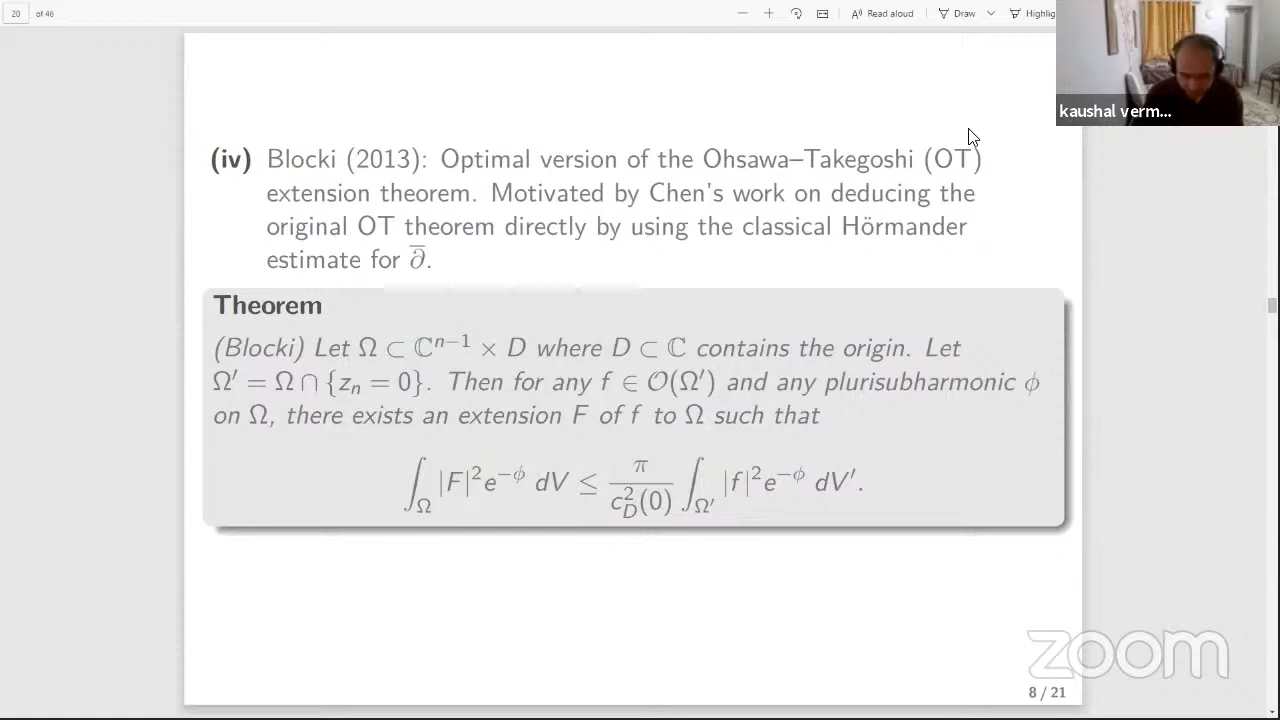 20 of 46
Read aloud
Draw
Highlig
kaushal verm...
(iv) Blocki (2013): Optimal version of the Ohsawa–Takegoshi (OT)
extension theorem. Motivated by Chen's work on deducing the
original OT theorem directly by using the classical Hörmander
estimate for ∂̅.
Theorem
(Blocki) Let Ω ⊂ ℂⁿ⁻¹ × D where D ⊂ ℂ contains the origin. Let
Ω′ = Ω ∩ {zₙ = 0}. Then for any f ∈ 𝒪(Ω′) and any plurisubharmonic ϕ
on Ω, there exists an extension F of f to Ω such that
∫_Ω |F|²e^{−ϕ} dV ≤ π/c_D²(0) ∫_{Ω′} |f|²e^{−ϕ} dV′.
zoom
8 / 21